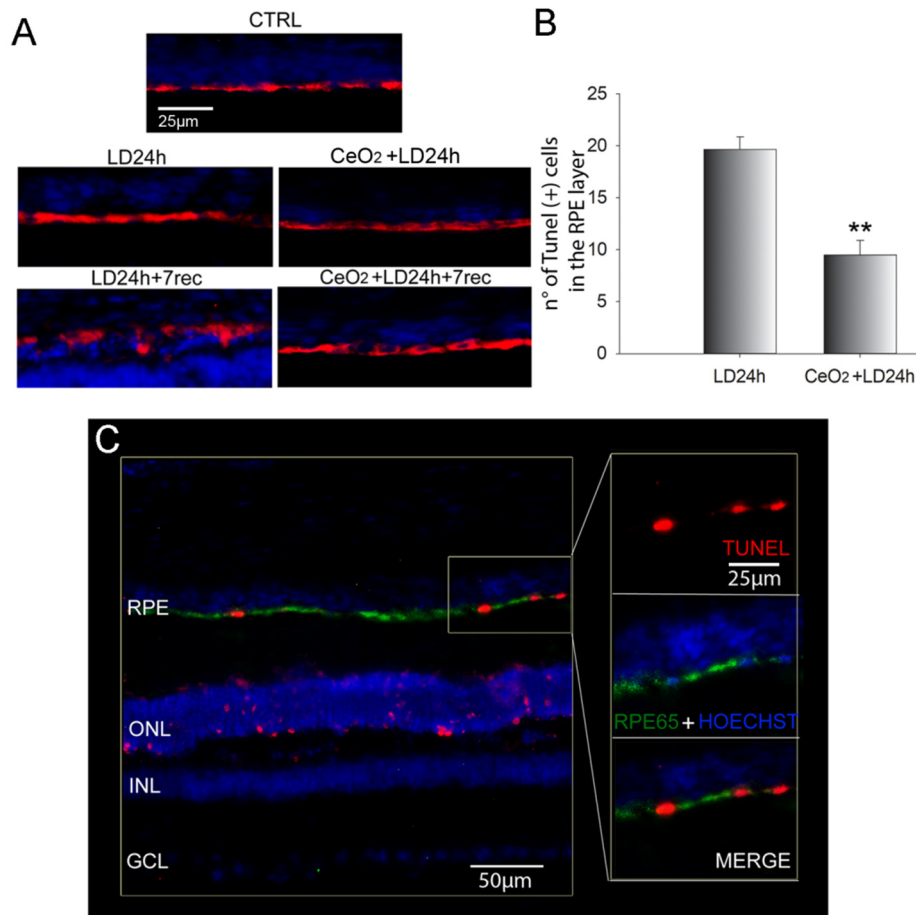 A
CTRL
25µm
LD24h
CeO2 +LD24h
LD24h+7rec
CeO2+LD24h+7rec
B
n° of Tunel (+) cells
in the RPE layer
25
20
15
10
5
0
**
LD24h
CeO2 +LD24h
C
RPE
ONL
INL
GCL
50µm
TUNEL
25µm
RPE65 + HOECHST
MERGE